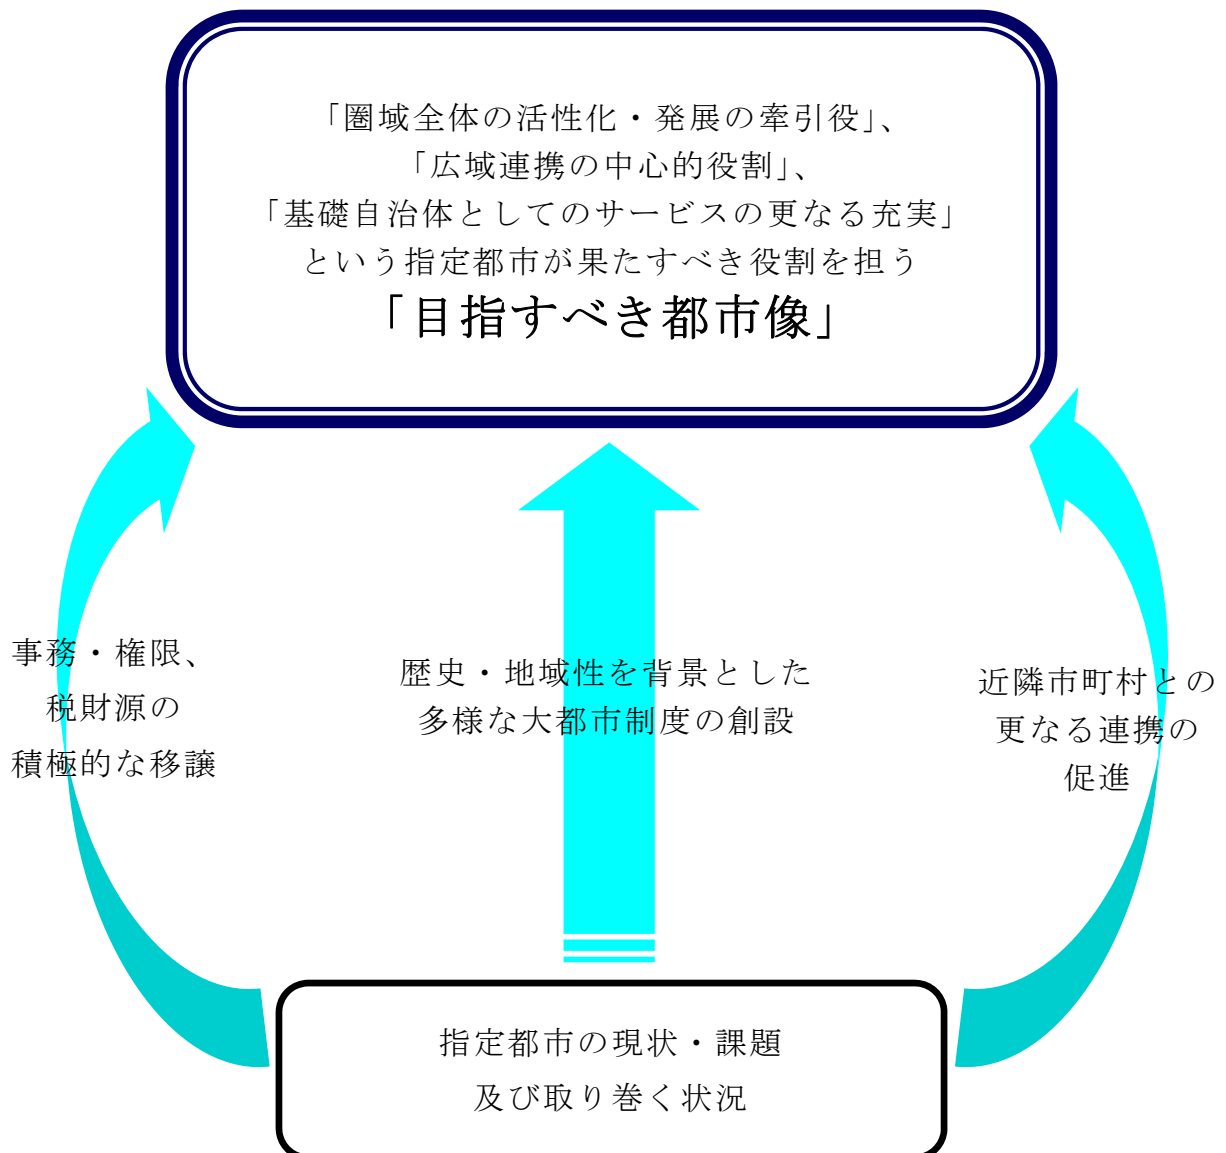 「圏域全体の活性化・発展の牽引役」、
「広域連携の中心的役割」、
「基礎自治体としてのサービスの更なる充実」
という指定都市が果たすべき役割を担う
「目指すべき都市像」
事務・権限、
税財源の
積極的な移譲
歴史・地域性を背景とした
多様な大都市制度の創設
近隣市町村との
更なる連携の
促進
指定都市の現状・課題
及び取り巻く状況